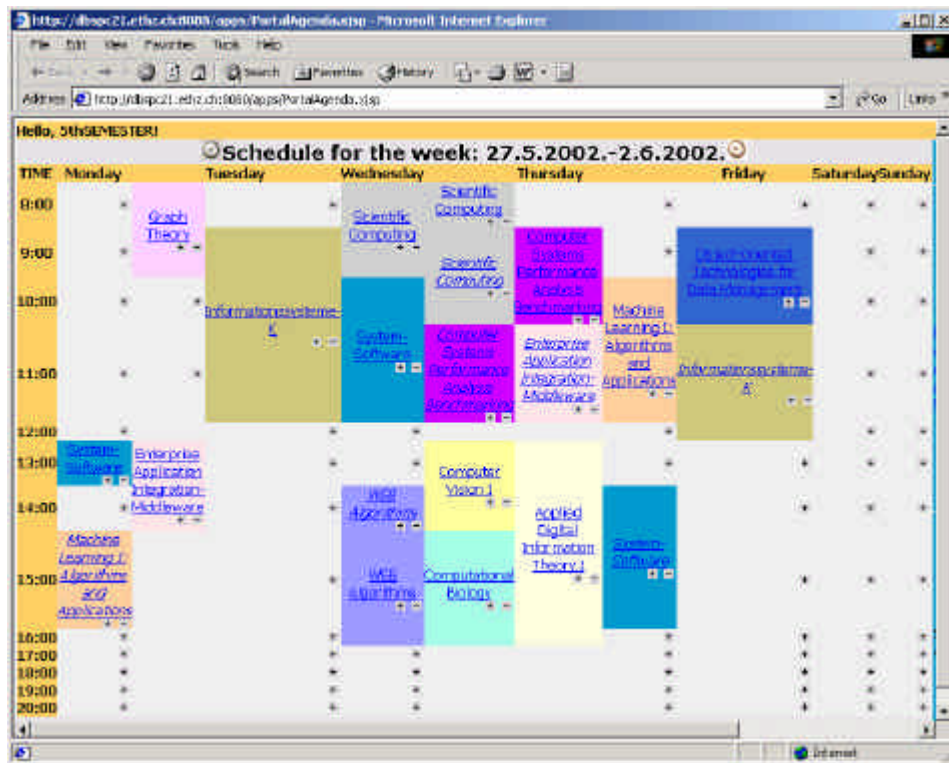 http://dbspc21.ethz.ch:8080/apps/PortalAgenda.xjsp - Microsoft Internet Explorer
File Edit View Favorites Tools Help
Search Favorites History
Address http://dbspc21.ethz.ch:8080/apps/PortalAgenda.xjsp Go Links
Hello, 5thSEMESTER!
Schedule for the week: 27.5.2002.-2.6.2002.
TIME Monday Tuesday Wednesday Thursday Friday Saturday Sunday
8:00
Graph
Theory
Scientific
Computing
Scientific
Computing
9:00
Scientific
Computing
Computer
Systems
Performance
Analysis
Benchmarking
Object-oriented
Technologies for
Data Management
10:00
Informationssysteme-
K
System-
Software
Machine
Learning I:
Algorithms
and
Applications
11:00
Computer
Systems
Performance
Analysis
Benchmarking
Enterprise
Application
Integration-
Middleware
Informationssysteme-
K
12:00
13:00
System-
Software
Enterprise
Application
Integration-
Middleware
Computer
Vision I
14:00
WEB
Algorithms
Applied
Digital
Information
Theory I
System-
Software
15:00
Machine
Learning I:
Algorithms
and
Applications
WEB
Algorithms
Computational
Biology
16:00
17:00
18:00
19:00
20:00
Internet